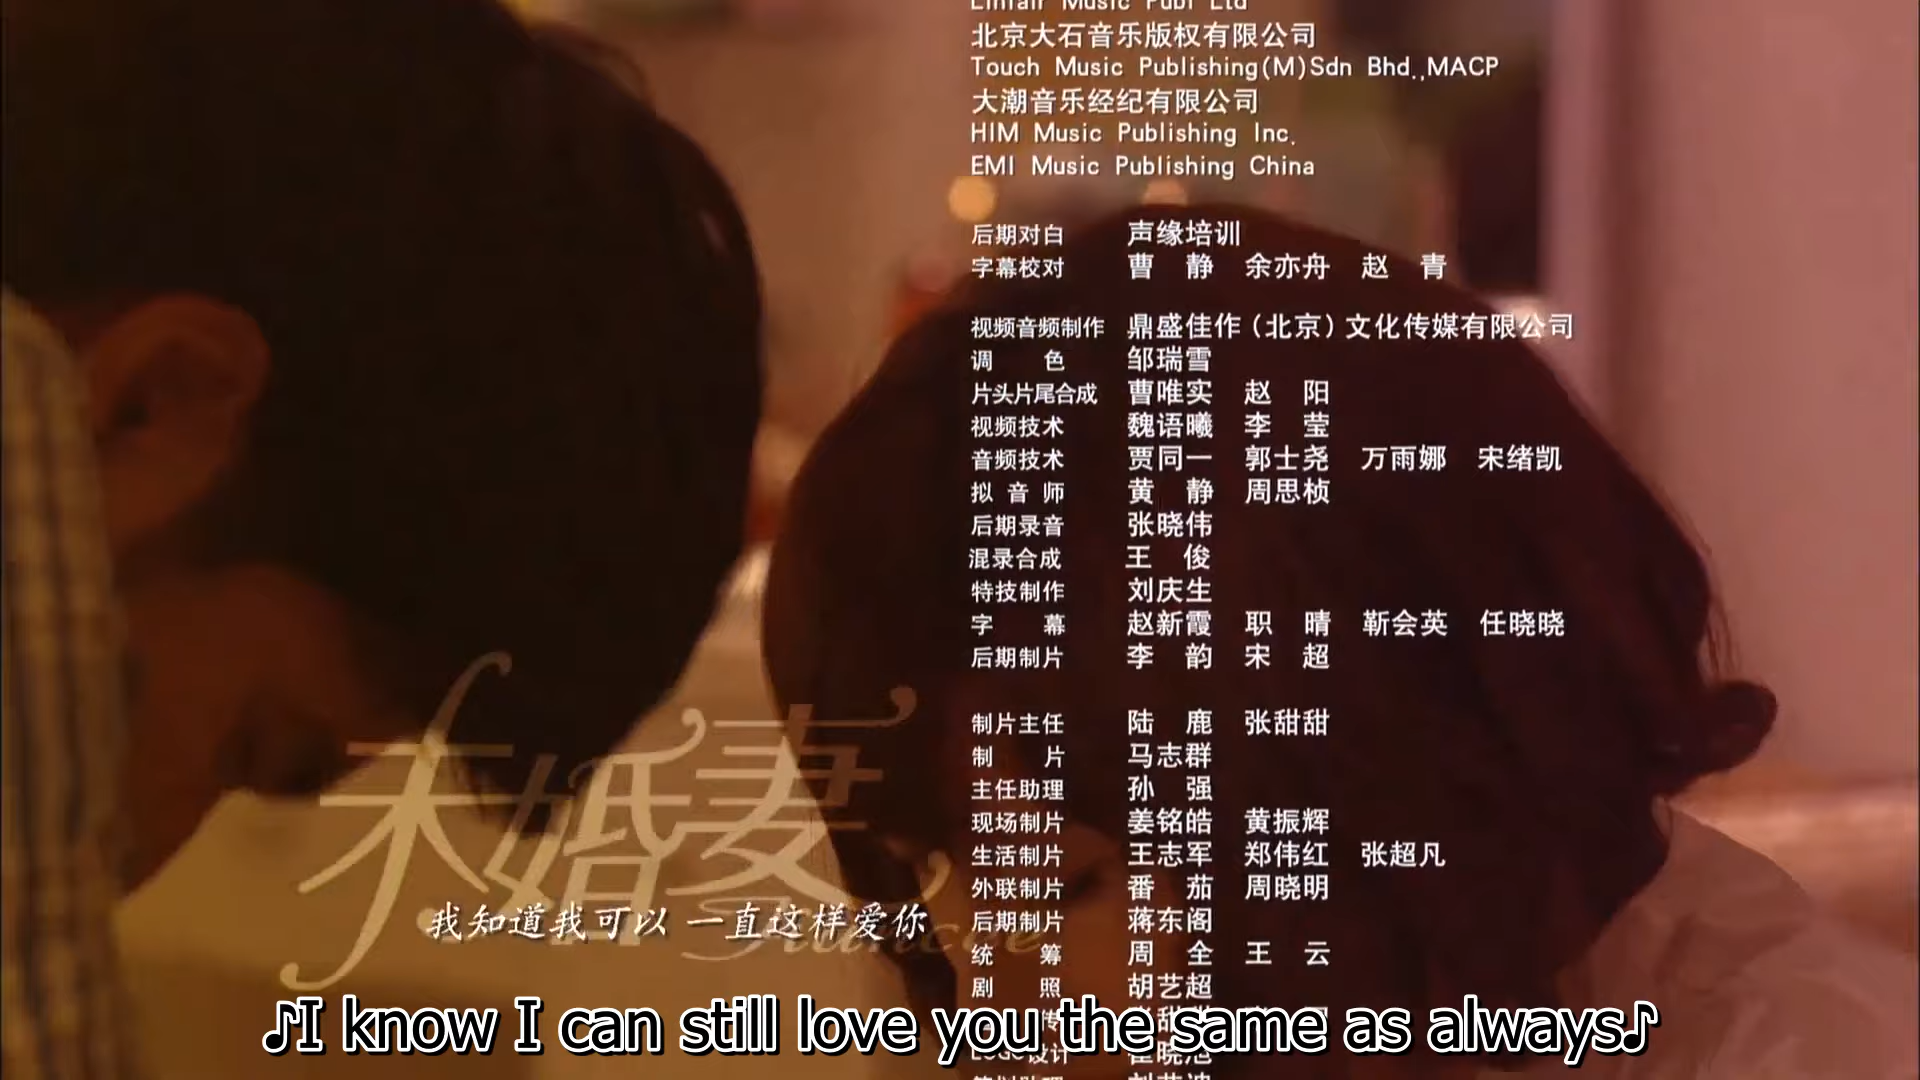 Linfair Music Publ Ltd
北京大石音乐版权有限公司
Touch Music Publishing(M)Sdn Bhd.,MACP
大潮音乐经纪有限公司
HIM Music Publishing Inc.
EMI Music Publishing China
后期对白 声缘培训
字幕校对 曹 静 余亦舟 赵 青
视频音频制作 鼎盛佳作(北京)文化传媒有限公司
调 色 邹瑞雪
片头片尾合成 曹唯实 赵 阳
视频技术 魏语曦 李 莹
音频技术 贾同一 郭士尧 万雨娜 宋绪凯
拟 音 师 黄 静 周思桢
后期录音 张晓伟
混录合成 王 俊
特技制作 刘庆生
字 幕 赵新霞 职 晴 靳会英 任晓晓
后期制片 李 韵 宋 超
制片主任 陆 鹿 张甜甜
制 片 马志群
主任助理 孙 强
现场制片 姜铭皓 黄振辉
生活制片 王志军 郑伟红 张超凡
外联制片 番 茄 周晓明
后期制片 蒋东阁
统 筹 周 全 王 云
剧 照 胡艺超
未婚妻
Fiancee
我知道我可以 一直这样爱你
♪I know I can still love you the same as always♪